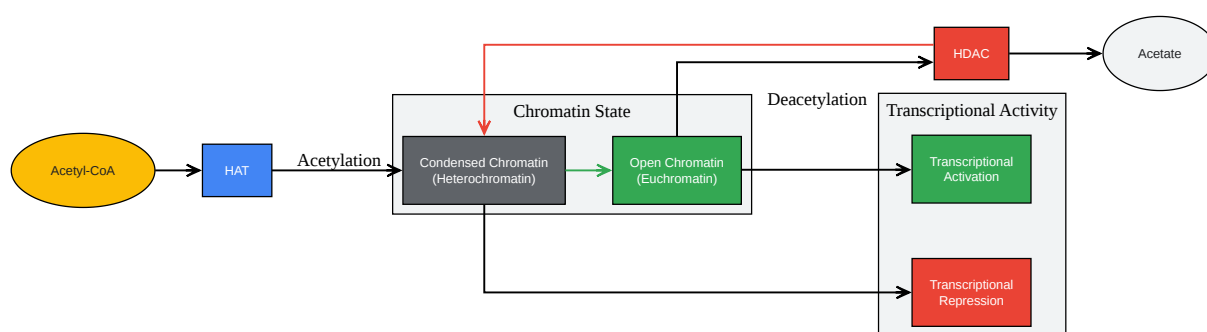 HDAC
Acetate
Deacetylation
Chromatin State
Transcriptional Activity
Acetyl-CoA
HAT
Acetylation
Condensed Chromatin
(Heterochromatin)
Open Chromatin
(Euchromatin)
Transcriptional
Activation
Transcriptional
Repression